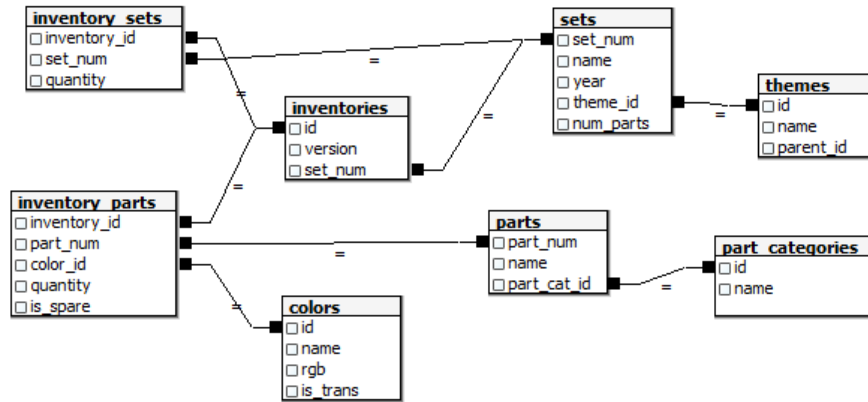 inventory_sets
inventory_id
set_num
quantity
sets
set_num
name
year
theme_id
num_parts
themes
id
name
parent_id
inventories
id
version
set_num
inventory_parts
inventory_id
part_num
color_id
quantity
is_spare
parts
part_num
name
part_cat_id
part_categories
id
name
colors
id
name
rgb
is_trans
=
=
=
=
=
=
=
=